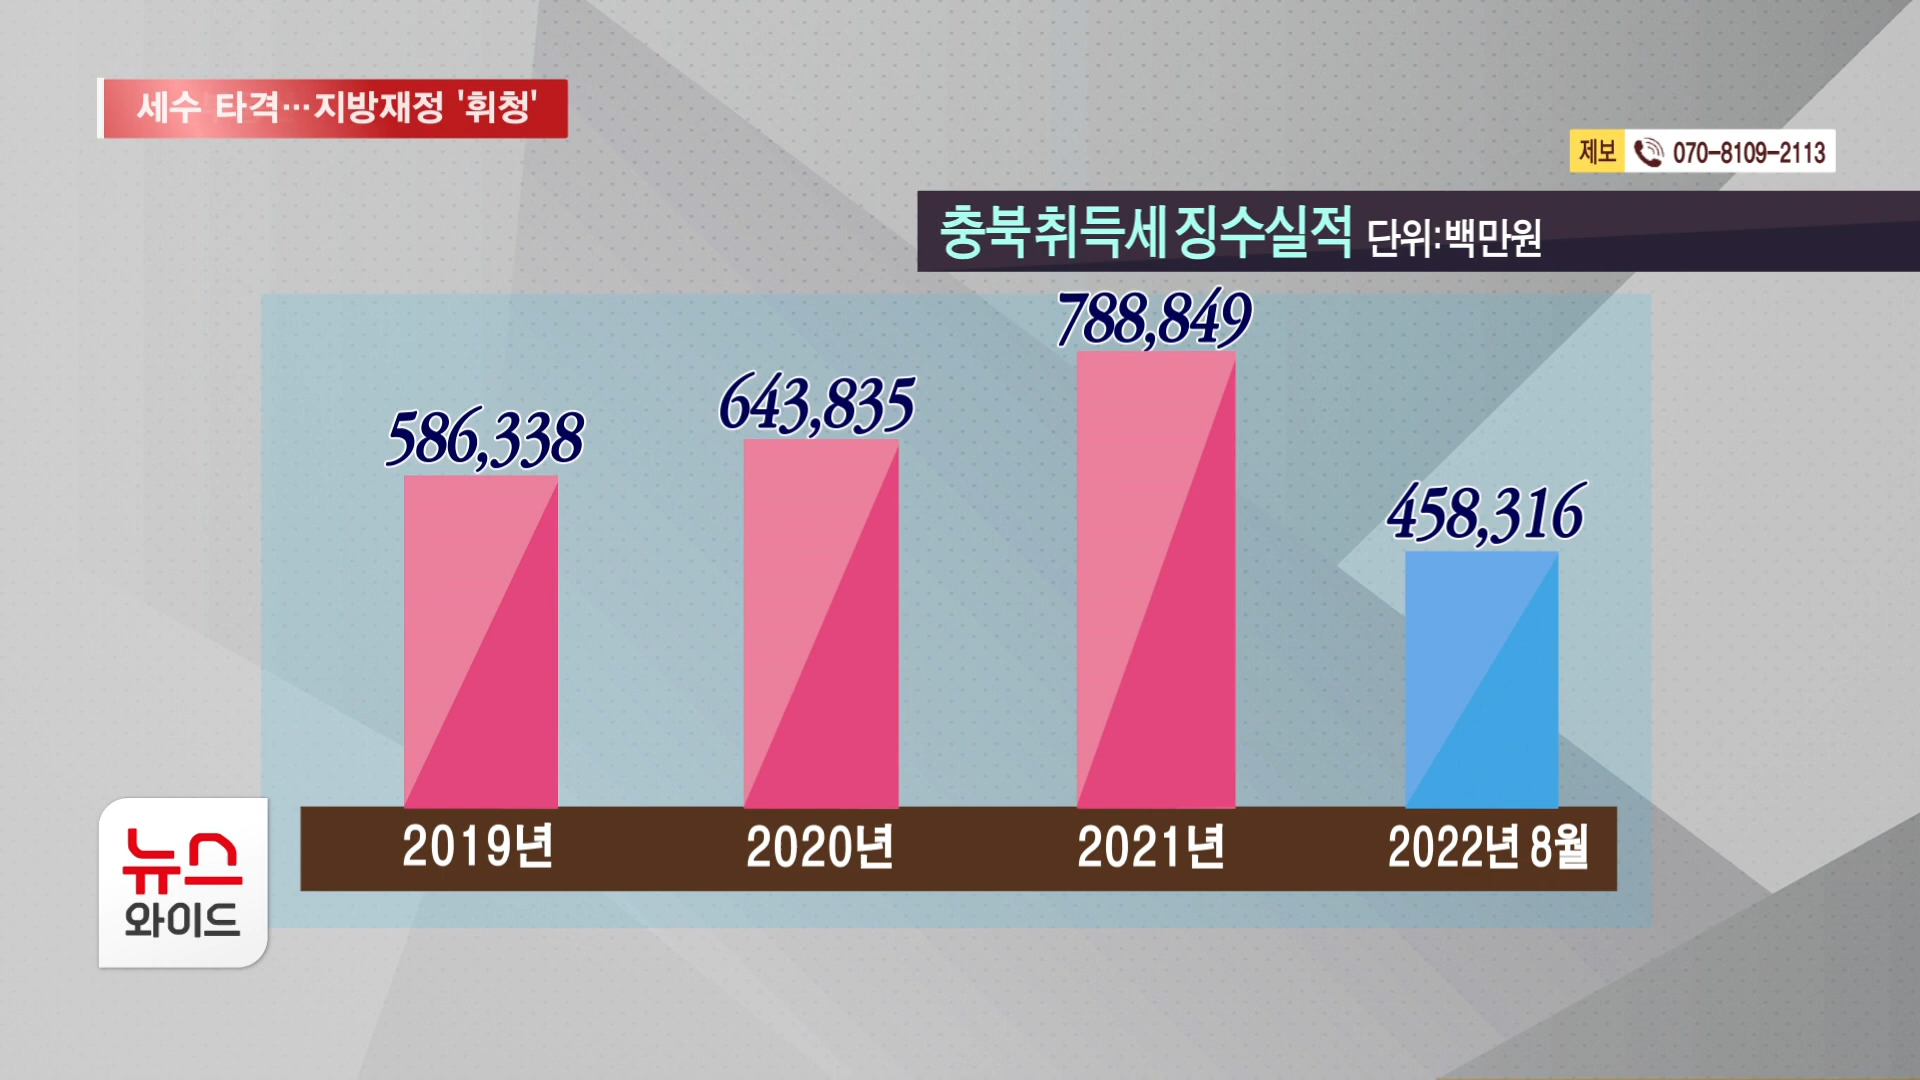 세수 타격…지방재정 '휘청'
제보 070-8109-2113
충북 취득세 징수실적 단위:백만원
586,338
643,835
788,849
458,316
2019년
2020년
2021년
2022년 8월
뉴스
와이드